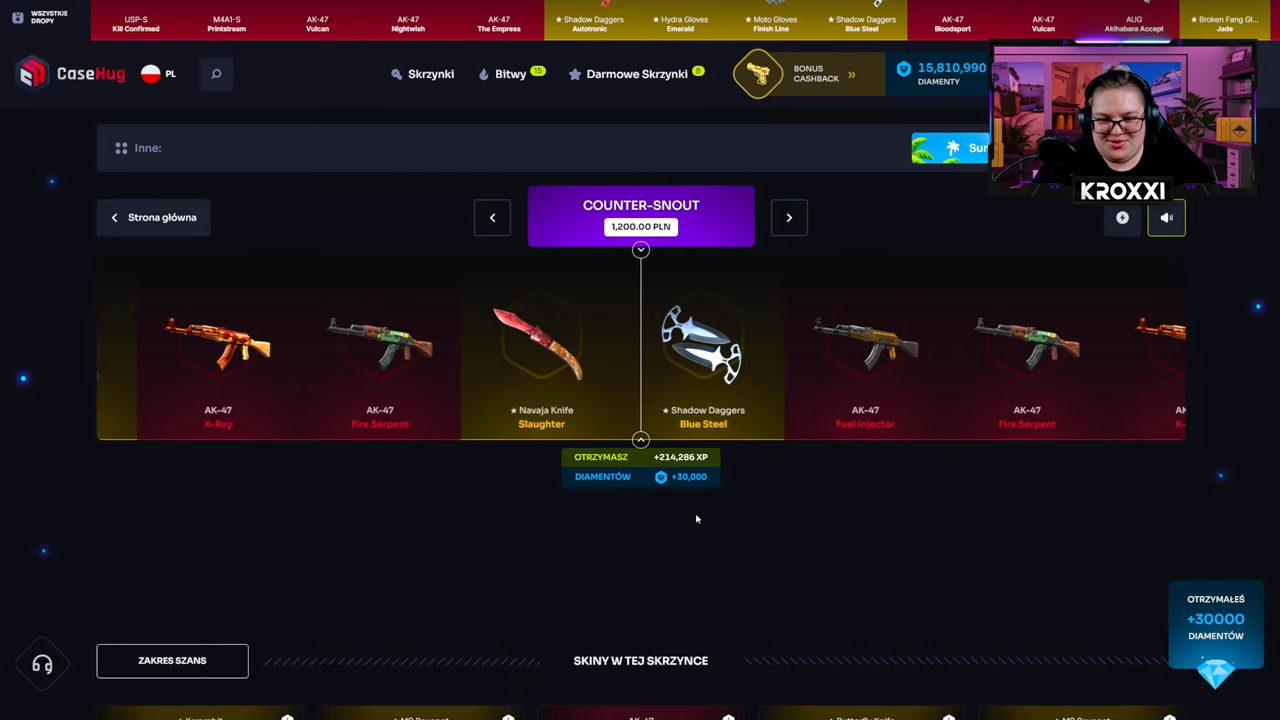 WSZYSTKIE
DROPY
USP-S
Kill Confirmed
M4A1-S
Printstream
AK-47
Vulcan
AK-47
Nightwish
AK-47
The Empress
★ Shadow Daggers
Autotronic
★ Hydra Gloves
Emerald
★ Moto Gloves
Finish Line
★ Shadow Daggers
Blue Steel
AK-47
Bloodsport
AK-47
Vulcan
AUG
Akihabara Accept
★ Broken Fang Gl...
Jade
CaseHug
PL
Skrzynki
Bitwy 15
Darmowe Skrzynki 8
BONUS
CASHBACK
15,810,990
DIAMENTY
KROXXI
Inne:
Sum
Strona główna
COUNTER-SNOUT
1,200.00 PLN
AK-47
X-Ray
AK-47
Fire Serpent
★ Navaja Knife
Slaughter
★ Shadow Daggers
Blue Steel
AK-47
Fuel Injector
AK-47
Fire Serpent
OTRZYMASZ +214,286 XP
DIAMENTÓW +30,000
OTRZYMAŁEŚ
+30000
DIAMENTÓW
ZAKRES SZANS
SKINY W TEJ SKRZYNCE